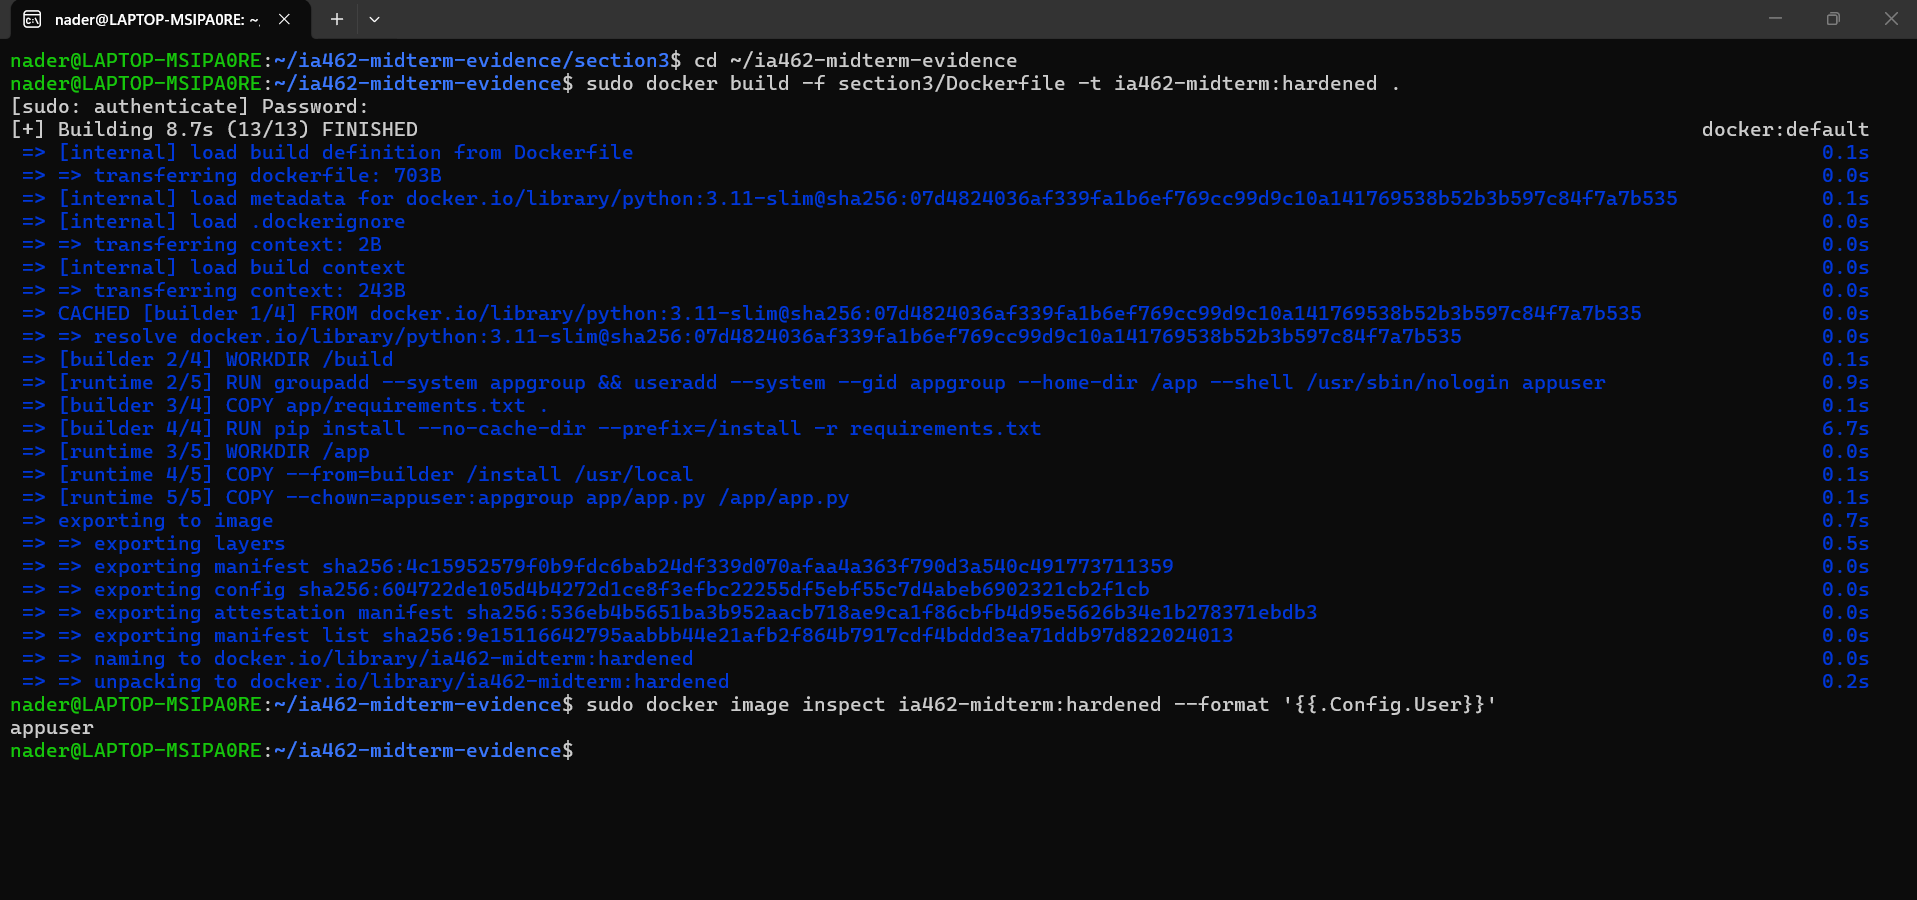 nader@LAPTOP-MSIPA0RE: ~
nader@LAPTOP-MSIPA0RE:~/ia462-midterm-evidence/section3$ cd ~/ia462-midterm-evidence
nader@LAPTOP-MSIPA0RE:~/ia462-midterm-evidence$ sudo docker build -f section3/Dockerfile -t ia462-midterm:hardened .
[sudo: authenticate] Password:
[+] Building 8.7s (13/13) FINISHED docker:default
=> [internal] load build definition from Dockerfile 0.1s
=> => transferring dockerfile: 703B 0.0s
=> [internal] load metadata for docker.io/library/python:3.11-slim@sha256:07d4824036af339fa1b6ef769cc99d9c10a141769538b52b3b597c84f7a7b535 0.1s
=> [internal] load .dockerignore 0.0s
=> => transferring context: 2B 0.0s
=> [internal] load build context 0.0s
=> => transferring context: 243B 0.0s
=> CACHED [builder 1/4] FROM docker.io/library/python:3.11-slim@sha256:07d4824036af339fa1b6ef769cc99d9c10a141769538b52b3b597c84f7a7b535 0.0s
=> => resolve docker.io/library/python:3.11-slim@sha256:07d4824036af339fa1b6ef769cc99d9c10a141769538b52b3b597c84f7a7b535 0.0s
=> [builder 2/4] WORKDIR /build 0.1s
=> [runtime 2/5] RUN groupadd --system appgroup && useradd --system --gid appgroup --home-dir /app --shell /usr/sbin/nologin appuser 0.9s
=> [builder 3/4] COPY app/requirements.txt . 0.1s
=> [builder 4/4] RUN pip install --no-cache-dir --prefix=/install -r requirements.txt 6.7s
=> [runtime 3/5] WORKDIR /app 0.0s
=> [runtime 4/5] COPY --from=builder /install /usr/local 0.1s
=> [runtime 5/5] COPY --chown=appuser:appgroup app/app.py /app/app.py 0.1s
=> exporting to image 0.7s
=> => exporting layers 0.5s
=> => exporting manifest sha256:4c15952579f0b9fdc6bab24df339d070afaa4a363f790d3a540c491773711359 0.0s
=> => exporting config sha256:604722de105d4b4272d1ce8f3efbc22255df5ebf55c7d4abeb6902321cb2f1cb 0.0s
=> => exporting attestation manifest sha256:536eb4b5651ba3b952aacb718ae9ca1f86cbfb4d95e5626b34e1b278371ebdb3 0.0s
=> => exporting manifest list sha256:9e15116642795aabbb44e21afb2f864b7917cdf4bddd3ea71ddb97d822024013 0.0s
=> => naming to docker.io/library/ia462-midterm:hardened 0.0s
=> => unpacking to docker.io/library/ia462-midterm:hardened 0.2s
nader@LAPTOP-MSIPA0RE:~/ia462-midterm-evidence$ sudo docker image inspect ia462-midterm:hardened --format '{{.Config.User}}'
appuser
nader@LAPTOP-MSIPA0RE:~/ia462-midterm-evidence$